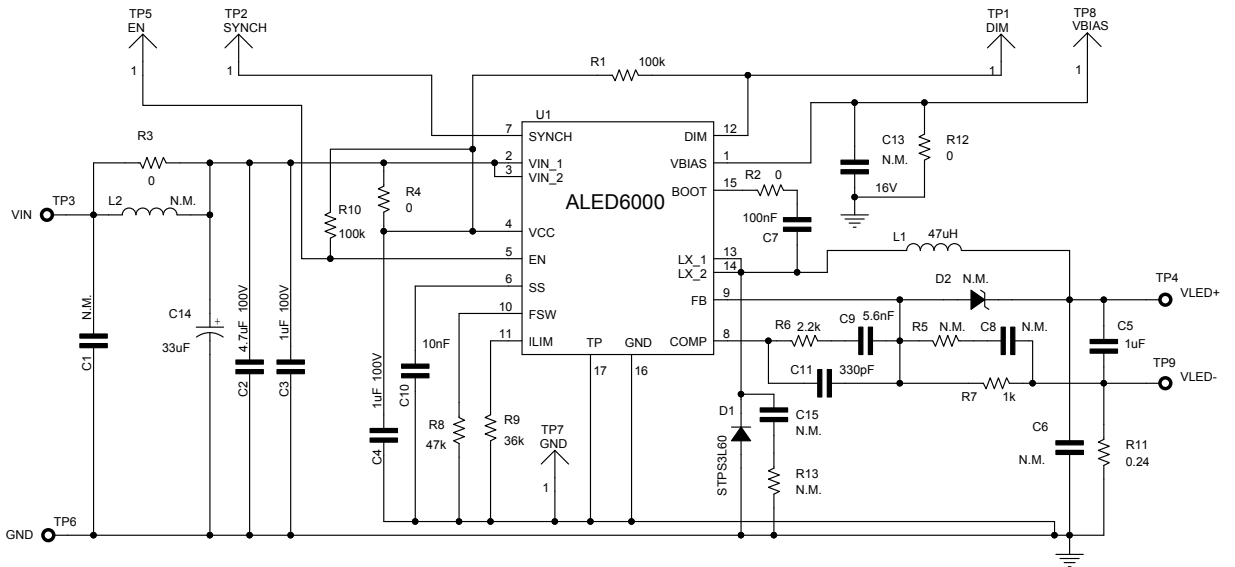 TP5
EN
1
TP2
SYNCH
1
TP1
DIM
1
TP8
VBIAS
1
R1 100k
U1
ALED6000
7 SYNCH
2 VIN_1
3 VIN_2
4 VCC
5 EN
6 SS
10 FSW
11 ILIM
DIM 12
VBIAS 1
BOOT 15
LX_1 13
LX_2 14
FB 9
COMP 8
TP
17
GND
16
R3
0
VIN TP3
L2 N.M.
R10
100k
R4
0
C13
N.M.
16V
R12
0
R2 0
100nF
C7
L1 47uH
D2 N.M.
TP4
VLED+
C1 N.M.
C14
33uF
+
C2 4.7uF 100V
C3 1uF 100V
C4 1uF 100V
10nF
C10
R8
47k
R9
36k
TP7
GND
1
R6 2.2k
C9 5.6nF
R5 N.M.
C8 N.M.
C11 330pF
R7 1k
C5
1uF
TP9
VLED-
D1
STPS3L60
C15
N.M.
R13
N.M.
C6
N.M.
R11
0.24
GND TP6